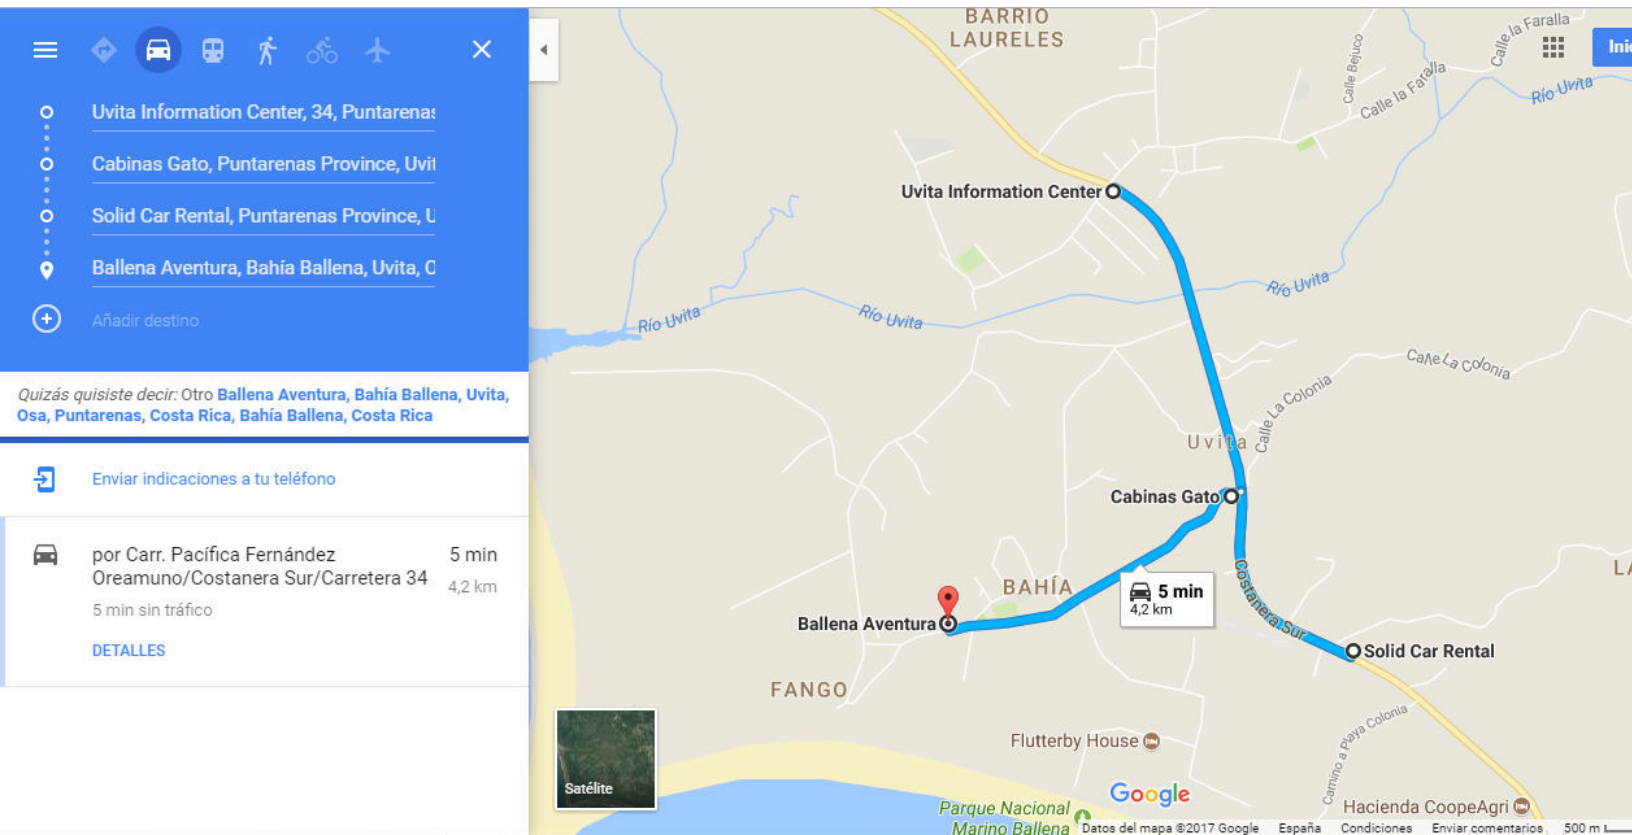 Uvita Information Center, 34, Puntarenas
Cabinas Gato, Puntarenas Province, Uvit
Solid Car Rental, Puntarenas Province, U
Ballena Aventura, Bahía Ballena, Uvita, O
Añadir destino
Quizás quisiste decir: Otro Ballena Aventura, Bahía Ballena, Uvita,
Osa, Puntarenas, Costa Rica, Bahía Ballena, Costa Rica
Enviar indicaciones a tu teléfono
por Carr. Pacífica Fernández 5 min
Oreamuno/Costanera Sur/Carretera 34 4,2 km
5 min sin tráfico
DETALLES
BARRIO
LAURELES
Calle la Faralla
Ini
Calle Bejuco
Calle la Faralla
Río Uvita
Uvita Information Center
Río Uvita
Río Uvita
Río Uvita
Calle La Colonia
Calle La Colonia
Uvita
Cabinas Gato
BAHÍA
5 min
4,2 km
Costanera Sur
LA
Ballena Aventura
Solid Car Rental
FANGO
Camino a Playa Colonia
Flutterby House
Satélite
Google
Parque Nacional
Marino Ballena
Hacienda CoopeAgri
Datos del mapa ©2017 Google España Condiciones Enviar comentarios 500 m